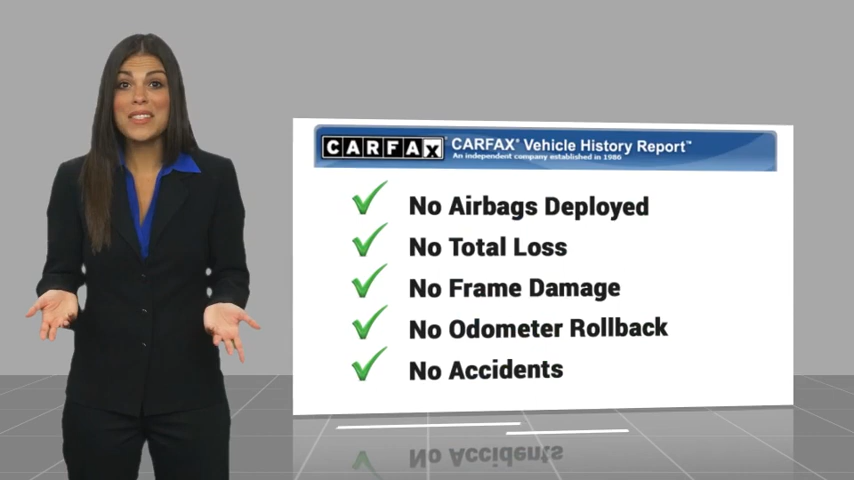 CARFAX® CARFAX® Vehicle History Report™
An independent company established in 1986
No Airbags Deployed
No Total Loss
No Frame Damage
No Odometer Rollback
No Accidents
No Accidents